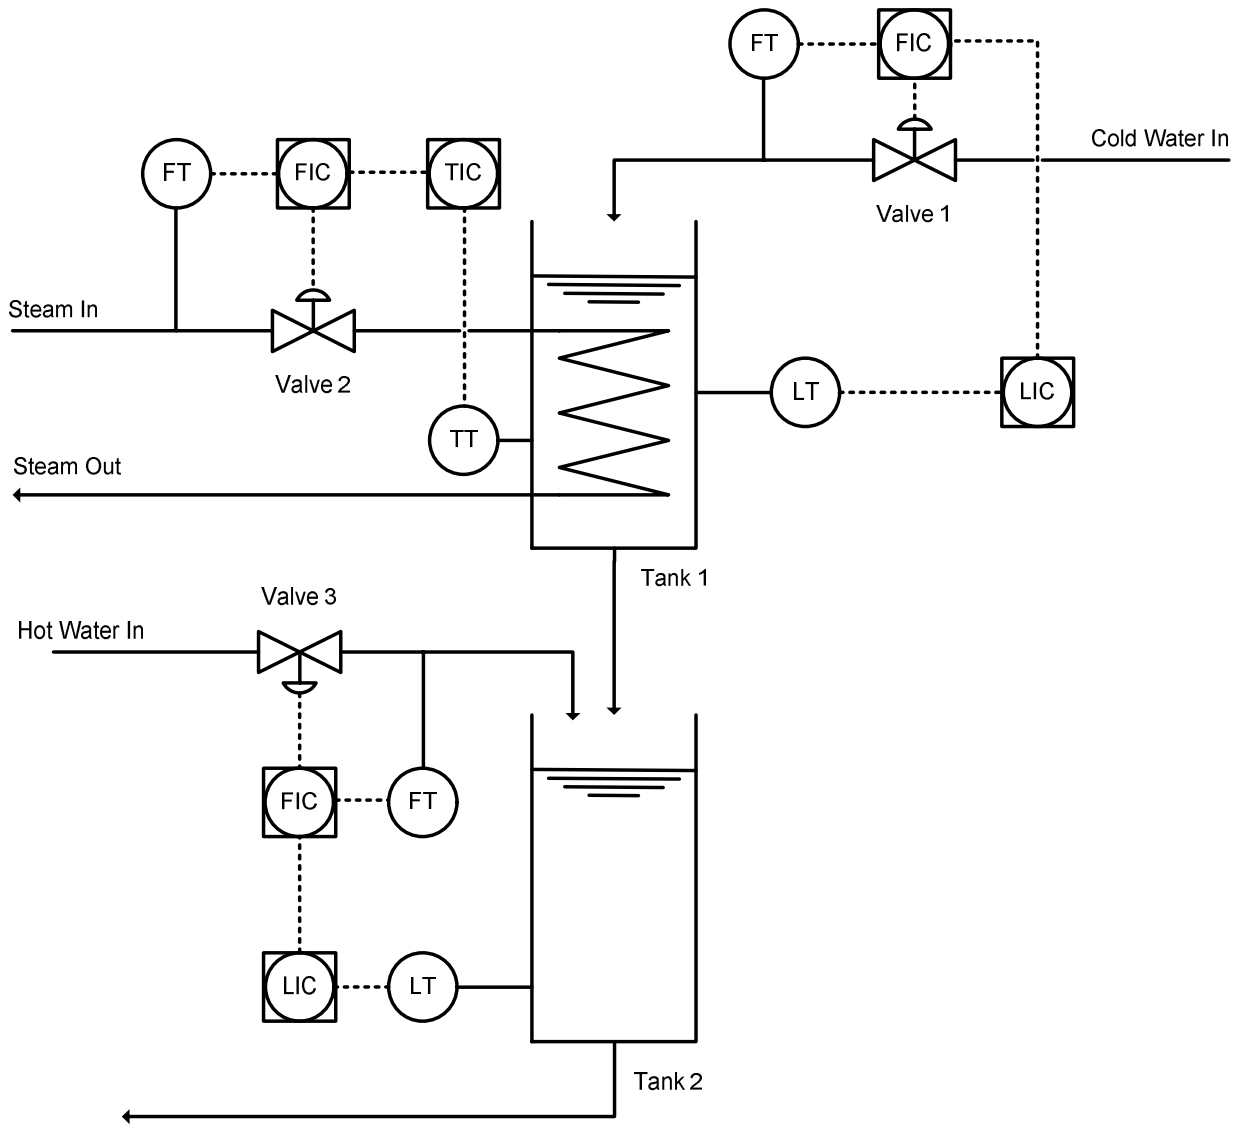 FT
FIC
Cold Water In
Valve 1
FT
FIC
TIC
Steam In
Valve 2
LT
LIC
TT
Steam Out
Tank 1
Valve 3
Hot Water In
FIC
FT
LIC
LT
Tank 2